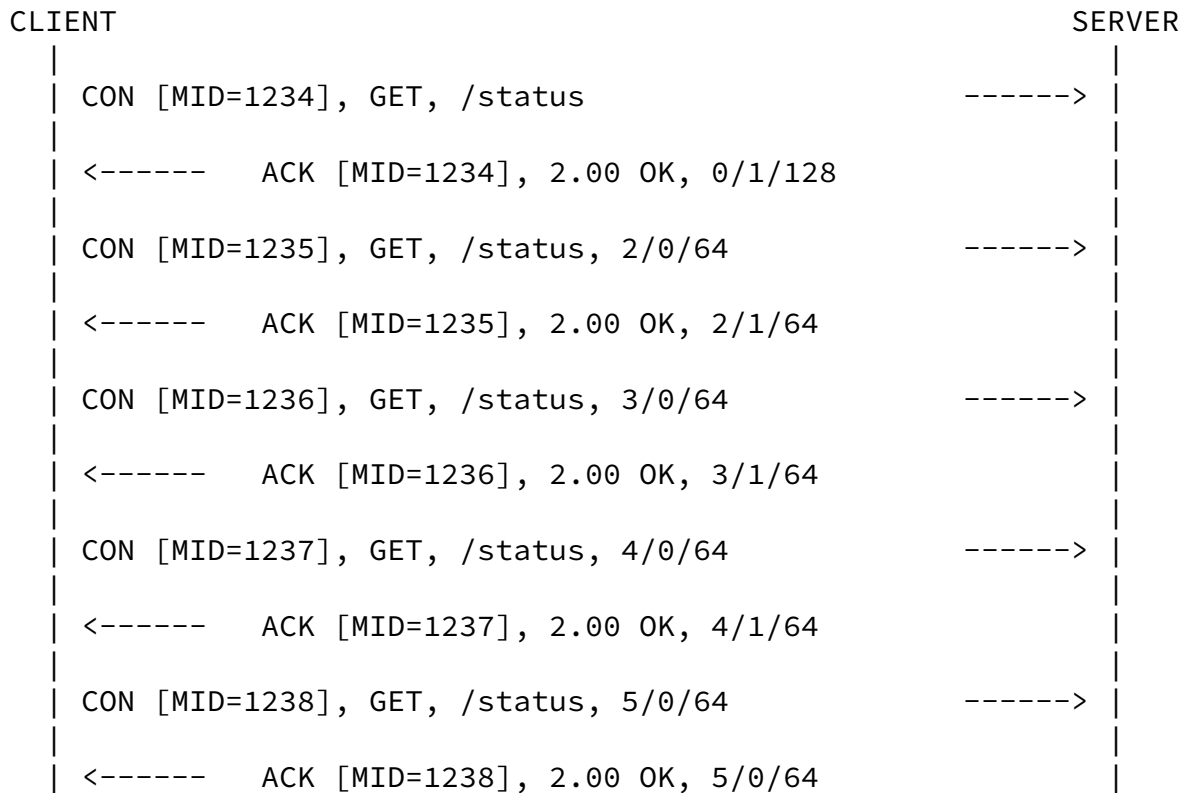 CLIENT                                                     SERVER
  |                                                          |
  | CON [MID=1234], GET, /status                    ------>  |
  |                                                          |
  | <------   ACK [MID=1234], 2.00 OK, 0/1/128               |
  |                                                          |
  | CON [MID=1235], GET, /status, 2/0/64            ------>  |
  |                                                          |
  | <------   ACK [MID=1235], 2.00 OK, 2/1/64                |
  |                                                          |
  | CON [MID=1236], GET, /status, 3/0/64            ------>  |
  |                                                          |
  | <------   ACK [MID=1236], 2.00 OK, 3/1/64                |
  |                                                          |
  | CON [MID=1237], GET, /status, 4/0/64            ------>  |
  |                                                          |
  | <------   ACK [MID=1237], 2.00 OK, 4/1/64                |
  |                                                          |
  | CON [MID=1238], GET, /status, 5/0/64            ------>  |
  |                                                          |
  | <------   ACK [MID=1238], 2.00 OK, 5/0/64                |